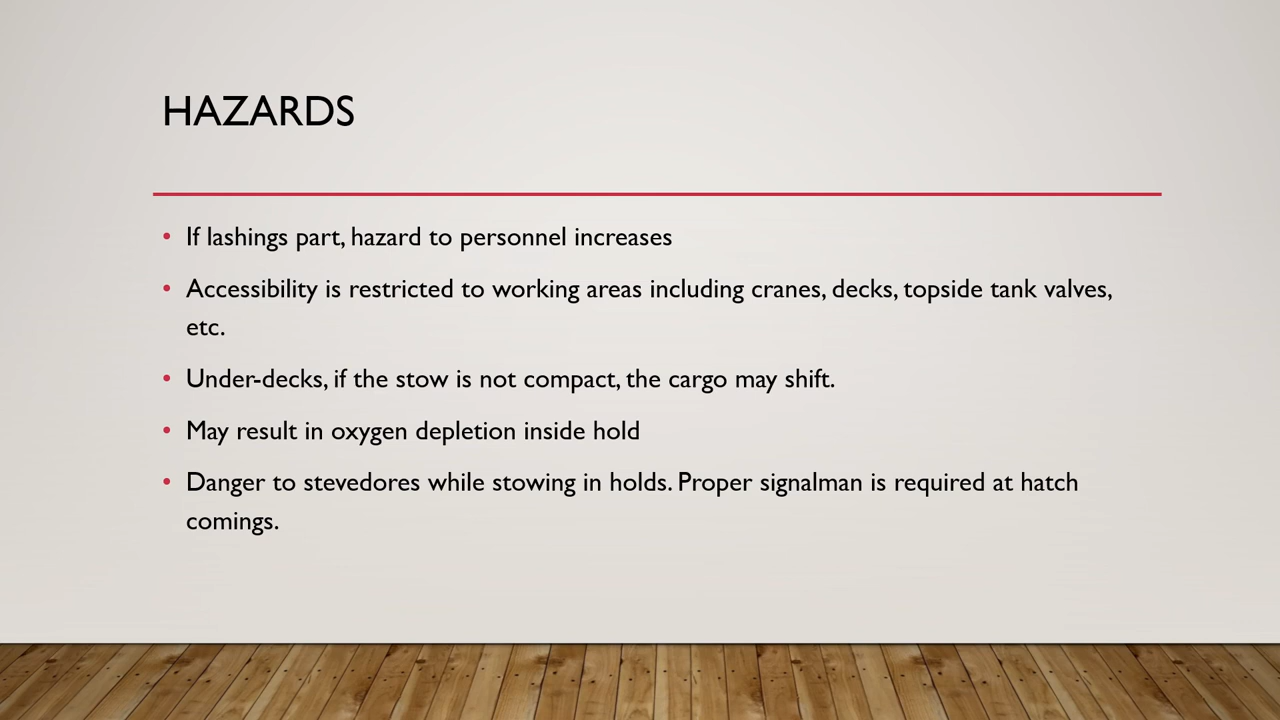 HAZARDS
• If lashings part, hazard to personnel increases
• Accessibility is restricted to working areas including cranes, decks, topside tank valves,
etc.
• Under-decks, if the stow is not compact, the cargo may shift.
• May result in oxygen depletion inside hold
• Danger to stevedores while stowing in holds. Proper signalman is required at hatch
comings.